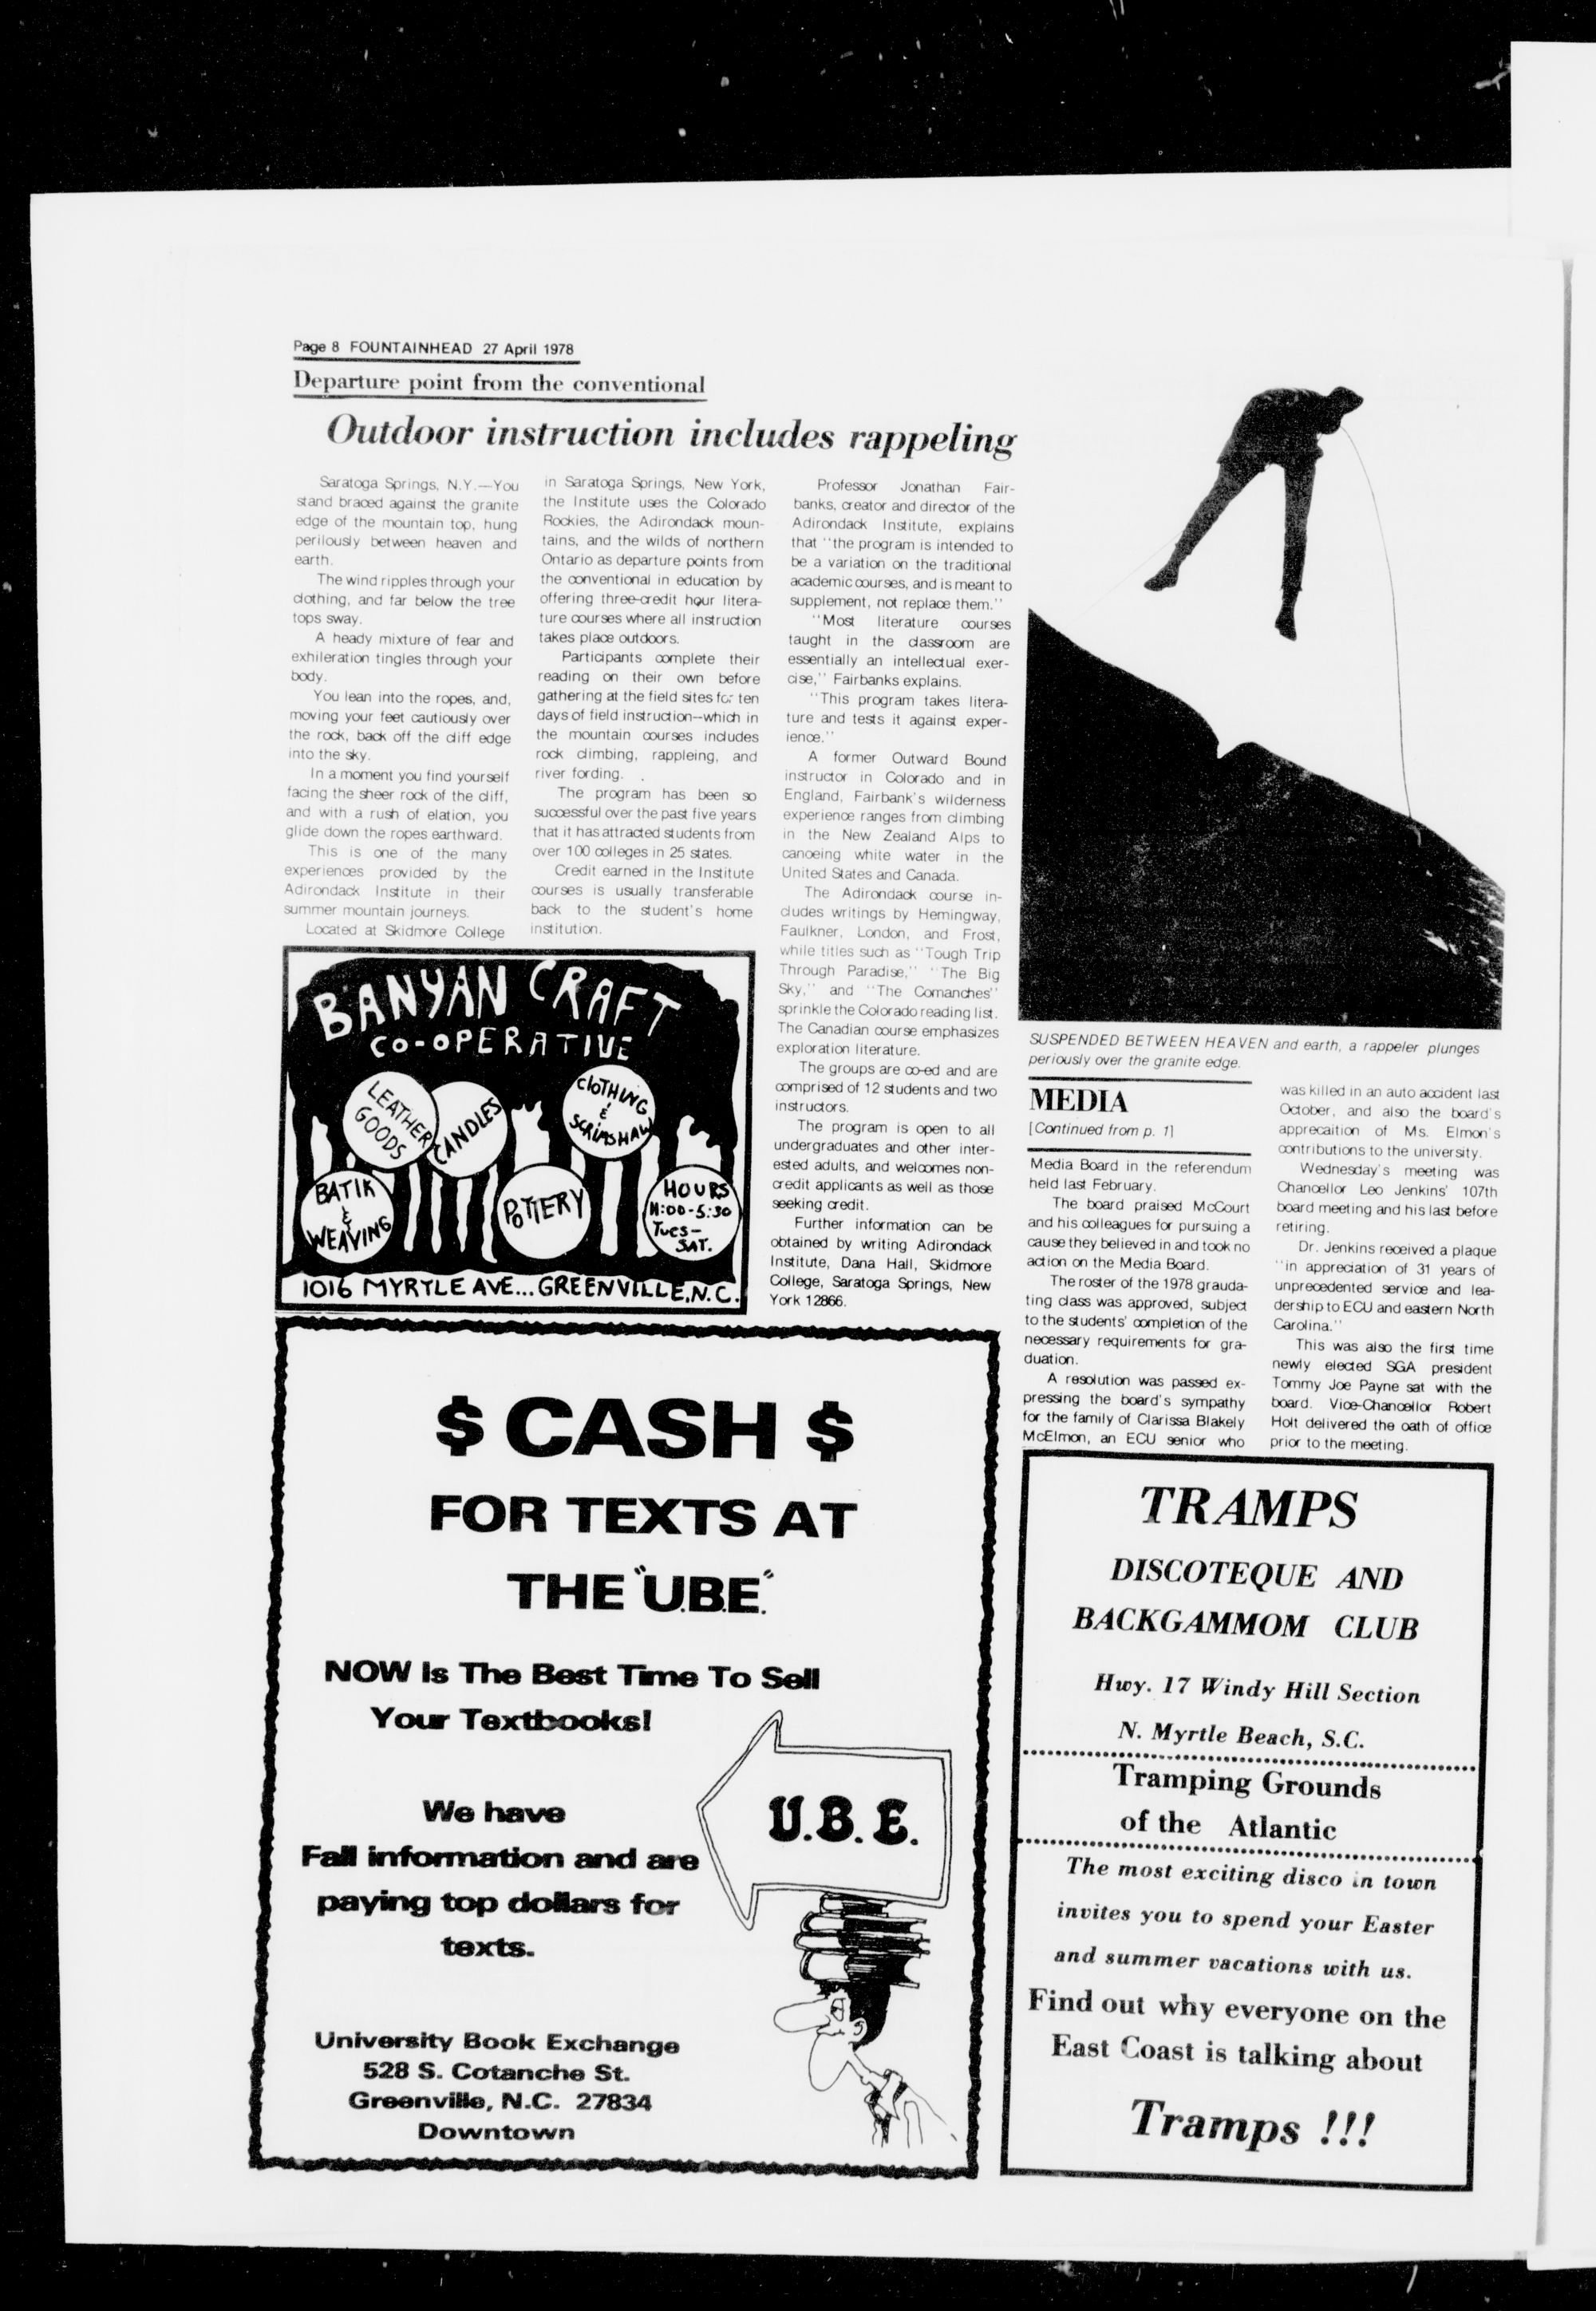 Page 8 FOUNTAINHEAD 27 April 1978
Departure point from the conventional
Outdoor instruction includes rappeling
Saratoga Springs, N.Y.—You
stand braced against the granite
edge of the mountain top, hung
perilously between heaven and
earth.
The wind ripples through your
clothing, and far below the tree
tops sway.
A heady mixture of fear and
exhileration tingles through your
body.
You lean into the ropes, and,
moving your feet cautiously over
the rock, back off the cliff edge
into the sky.
In a moment you find yourself
facing the sheer rock of the cliff,
and with a rush of elation, you
glide down the ropes earthward.
This is one of the many
experiences provided by the
Adirondack Institute in their
summer mountain journeys.
Located at Skidmore College
in Saratoga Springs, New York,
the Institute uses the Colorado
Rockies, the Adirondack moun-
tains, and the wilds of northern
Ontario as departure points from
the conventional in education by
offering three-credit hour litera-
ture courses where all instruction
takes place outdoors.
Participants complete their
reading on their own before
gathering at the field sites for ten
days of field instruction--which in
the mountain courses includes
rock climbing, rappleing, and
river fording.
The program has been so
successful over the past five years
that it has attracted students from
over 100 colleges in 25 states.
Credit earned in the Institute
courses is usually transferable
back to the student's home
institution.
Professor Jonathan Fair-
banks, creator and director of the
Adirondack Institute, explains
that "the program is intended to
be a variation on the traditional
academic courses, and is meant to
supplement, not replace them."
"Most literature courses
taught in the classroom are
essentially an intellectual exer-
cise," Fairbanks explains.
"This program takes litera-
ture and tests it against exper-
ience."
A former Outward Bound
instructor in Colorado and in
England, Fairbank's wilderness
experience ranges from climbing
in the New Zealand Alps to
canoeing white water in the
United States and Canada.
The Adirondack course in-
cludes writings by Hemingway,
Faulkner, London, and Frost,
while titles such as "Tough Trip
Through Paradise," "The Big
Sky," and "The Comanches"
sprinkle the Colorado reading list.
The Canadian course emphasizes
exploration literature.
The groups are co-ed and are
comprised of 12 students and two
instructors.
The program is open to all
undergraduates and other inter-
ested adults, and welcomes non-
credit applicants as well as those
seeking credit.
Further information can be
obtained by writing Adirondack
Institute, Dana Hall, Skidmore
College, Saratoga Springs, New
York 12866.
SUSPENDED BETWEEN HEAVEN and earth, a rappeler plunges
periously over the granite edge.
MEDIA
[Continued from p. 1]
Media Board in the referendum
held last February.
The board praised McCourt
and his colleagues for pursuing a
cause they believed in and took no
action on the Media Board.
The roster of the 1978 grauda-
ting class was approved, subject
to the students' completion of the
necessary requirements for gra-
duation.
A resolution was passed ex-
pressing the board's sympathy
for the family of Clarissa Blakely
McElmon, an ECU senior who
was killed in an auto accident last
October, and also the board's
apprecaition of Ms. Elmon's
contributions to the university.
Wednesday's meeting was
Chancellor Leo Jenkins' 107th
board meeting and his last before
retiring.
Dr. Jenkins received a plaque
"in appreciation of 31 years of
unprecedented service and lea-
dership to ECU and eastern North
Carolina."
This was also the first time
newly elected SGA president
Tommy Joe Payne sat with the
board. Vice-Chancellor Robert
Holt delivered the oath of office
prior to the meeting.
BANYAN CRAFT
CO-OPERATIVE
LEATHER
GOODS
CANDLES
CLOTHING
&
SCRIMSHAW
BATIK
&
WEAVING
POTTERY
HOURS
11:00-5:30
TUES-
SAT.
1016 MYRTLE AVE... GREENVILLE, N.C.
$ CASH $
FOR TEXTS AT
THE "U.B.E."
NOW Is The Best Time To Sell
Your Textbooks!
U.B.E.
We have
Fall information and are
paying top dollars for
texts.
University Book Exchange
528 S. Cotanche St.
Greenville, N.C. 27834
Downtown
TRAMPS
DISCOTEQUE AND
BACKGAMMOM CLUB
Hwy. 17 Windy Hill Section
N. Myrtle Beach, S.C.
Tramping Grounds
of the Atlantic
The most exciting disco in town
invites you to spend your Easter
and summer vacations with us.
Find out why everyone on the
East Coast is talking about
Tramps !!!